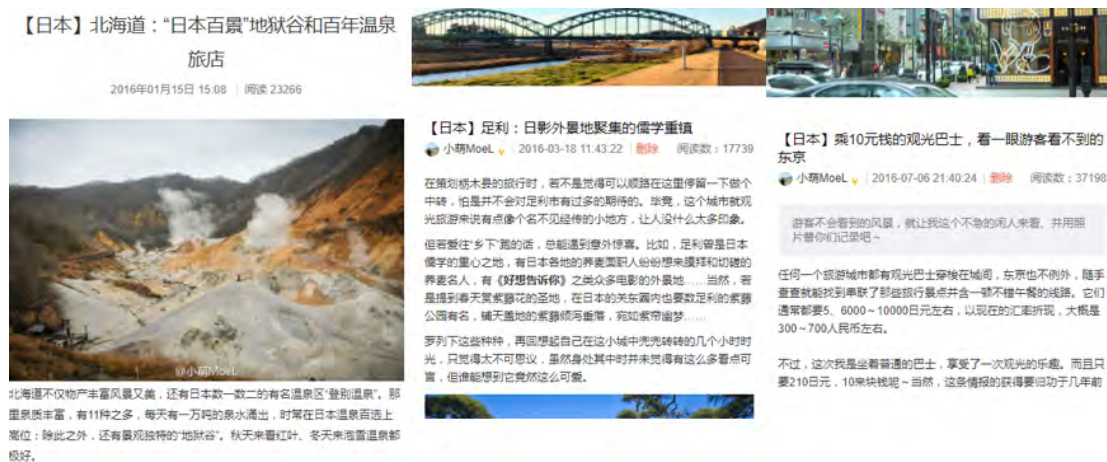 【日本】北海道：“日本百景”地狱谷和百年温泉
旅店
2016年01月15日 15:08 | 阅读 23266
@小萌MoeL
北海道不仅物产丰富风景又美，还有日本数一数二的有名温泉区“登别温泉”。那
里泉质丰富，有11种之多，每天有一万吨的泉水涌出，时常在日本温泉百选上
高位；除此之外，还有景观独特的“地狱谷”。秋天来看红叶、冬天来泡雪温泉都
极好。
【日本】足利：日影外景地聚集的儒学重镇
小萌MoeL | 2016-03-18 11:43:22 | 删除 阅读数：17739
在策划枥木县的旅行时，若不是觉得可以顺路在这里停留一下做个
中转，怕是并不会对足利市有过多的期待的。毕竟，这个城市就观
光旅游来说有点像个名不见经传的小地方，让人没什么太多印象。
但若爱往“乡下”跑的话，总能遇到意外惊喜。比如，足利曾是日本
儒学的重心之地，有日本各地的荞麦面职人纷纷想来膜拜和切磋的
荞麦名人，有《好想告诉你》之类众多电影的外景地……当然，若
是提到春天赏紫藤花的圣地，在日本的关东圈内也要数足利的紫藤
公园有名，铺天盖地的紫藤倾泻垂落，宛如紫帘幽梦……
罗列下这些种种，再回想起自己在这小城中兜兜转转的几个小时时
光，只觉得太不可思议，虽然身处其中时并未觉得有这么多看点可
言，但谁能想到它竟然这么可爱。
【日本】乘10元钱的观光巴士，看一眼游客看不到的
东京
小萌MoeL | 2016-07-06 21:40:24 | 删除 阅读数：37198
游客不会看到的风景，就让我这个不急的闲人来看、并用照
片替你们记录吧～
任何一个旅游城市都有观光巴士穿梭在城间，东京也不例外，随手
查查就能找到串联了那些旅行景点并含一顿不错午餐的线路。它们
通常都要5、6000～10000日元左右，以现在的汇率折现，大概是
300～700人民币左右。
不过，这次我是坐着普通的巴士，享受了一次观光的乐趣。而且只
要210日元，10来块钱呢～当然，这条情报的获得要归功于几年前